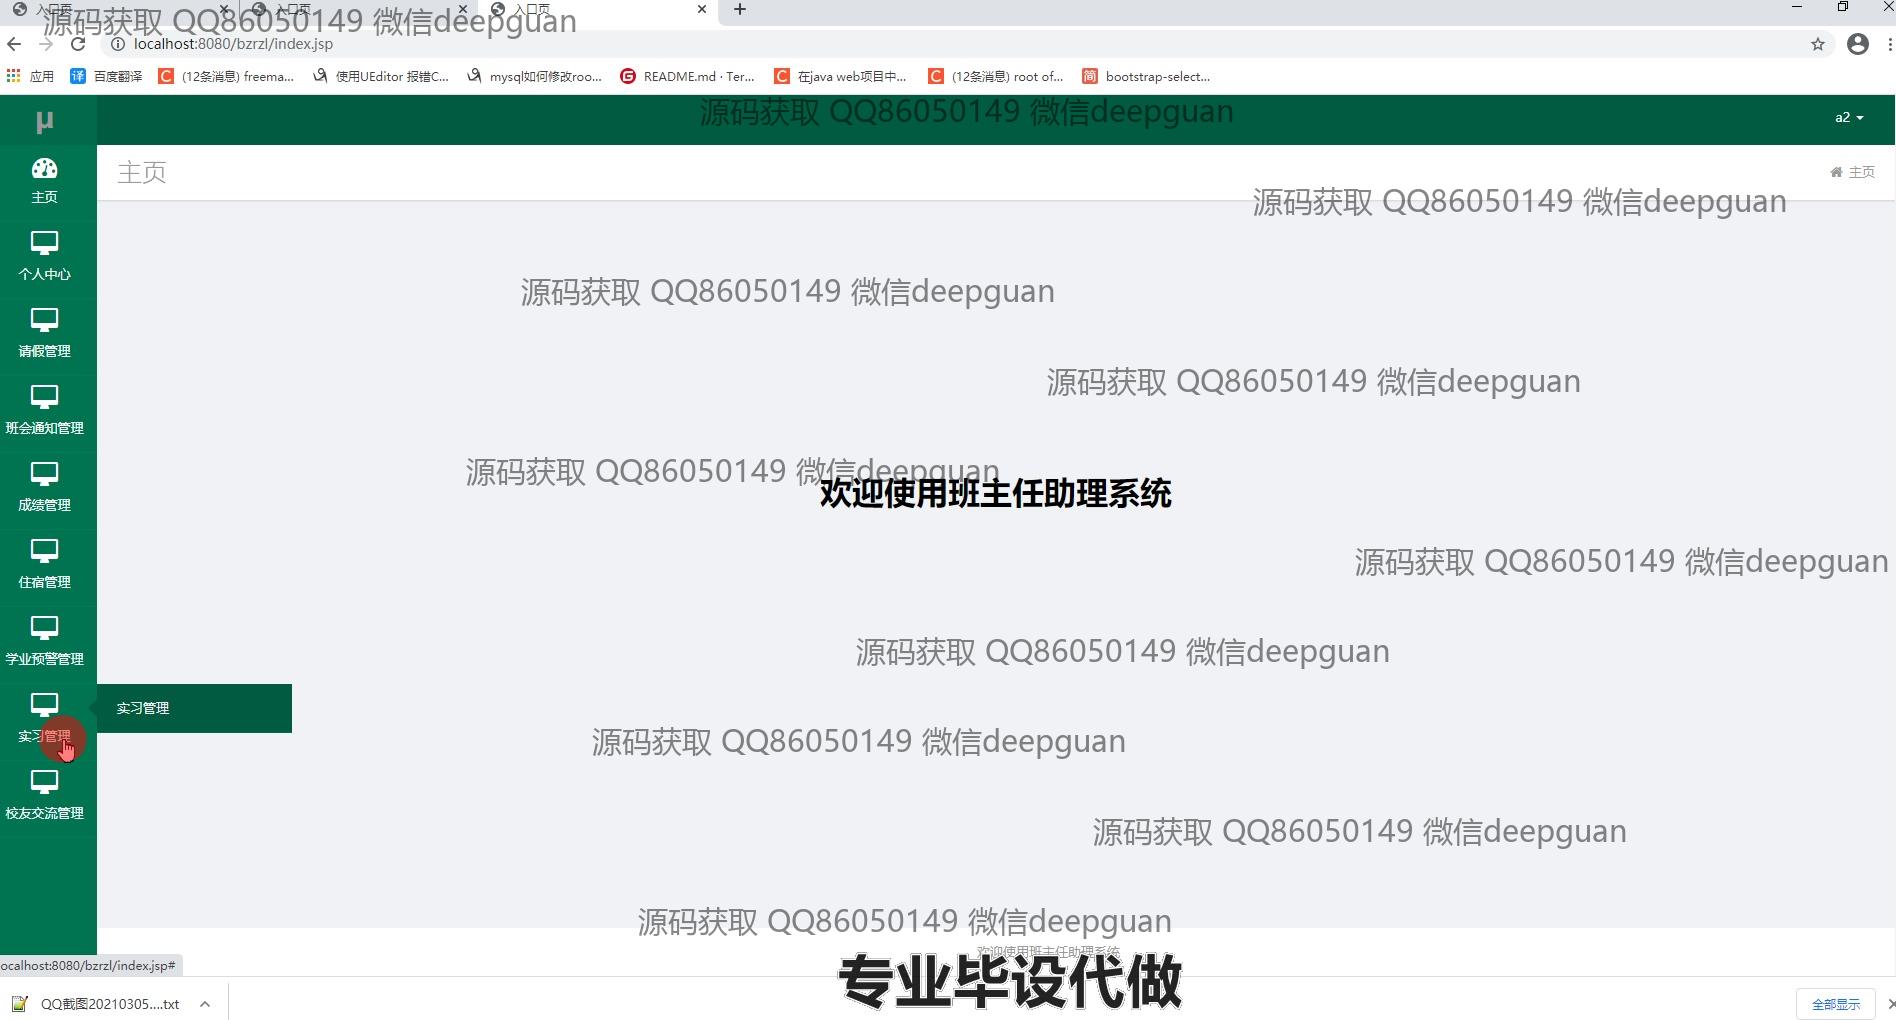 入口页
入口页
入口页
源码获取 QQ86050149 微信deepguan
localhost:8080/bzrzl/index.jsp
应用
百度翻译
(12条消息) freema...
使用UEditor 报错C...
mysql如何修改roo...
README.md · Ter...
在java web项目中...
(12条消息) root of...
bootstrap-select...
μ
源码获取 QQ86050149 微信deepguan
a2
主页
主页
主页
源码获取 QQ86050149 微信deepguan
个人中心
源码获取 QQ86050149 微信deepguan
请假管理
源码获取 QQ86050149 微信deepguan
班会通知管理
源码获取 QQ86050149 微信deepguan
欢迎使用班主任助理系统
成绩管理
源码获取 QQ86050149 微信deepguan
住宿管理
源码获取 QQ86050149 微信deepguan
学业预警管理
实习管理
实习管理
源码获取 QQ86050149 微信deepguan
校友交流管理
源码获取 QQ86050149 微信deepguan
源码获取 QQ86050149 微信deepguan
欢迎使用班主任助理系统
ocalhost:8080/bzrzl/index.jsp#
专业毕设代做
QQ截图20210305....txt
全部显示